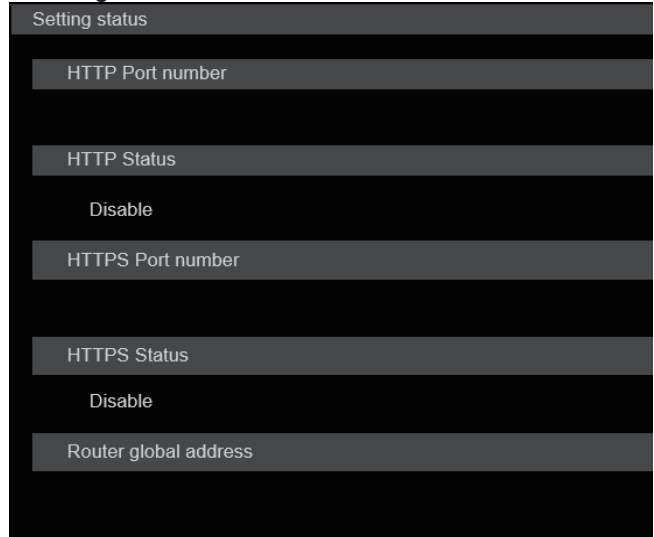 Setting status
HTTP Port number
HTTP Status
Disable
HTTPS Port number
HTTPS Status
Disable
Router global address